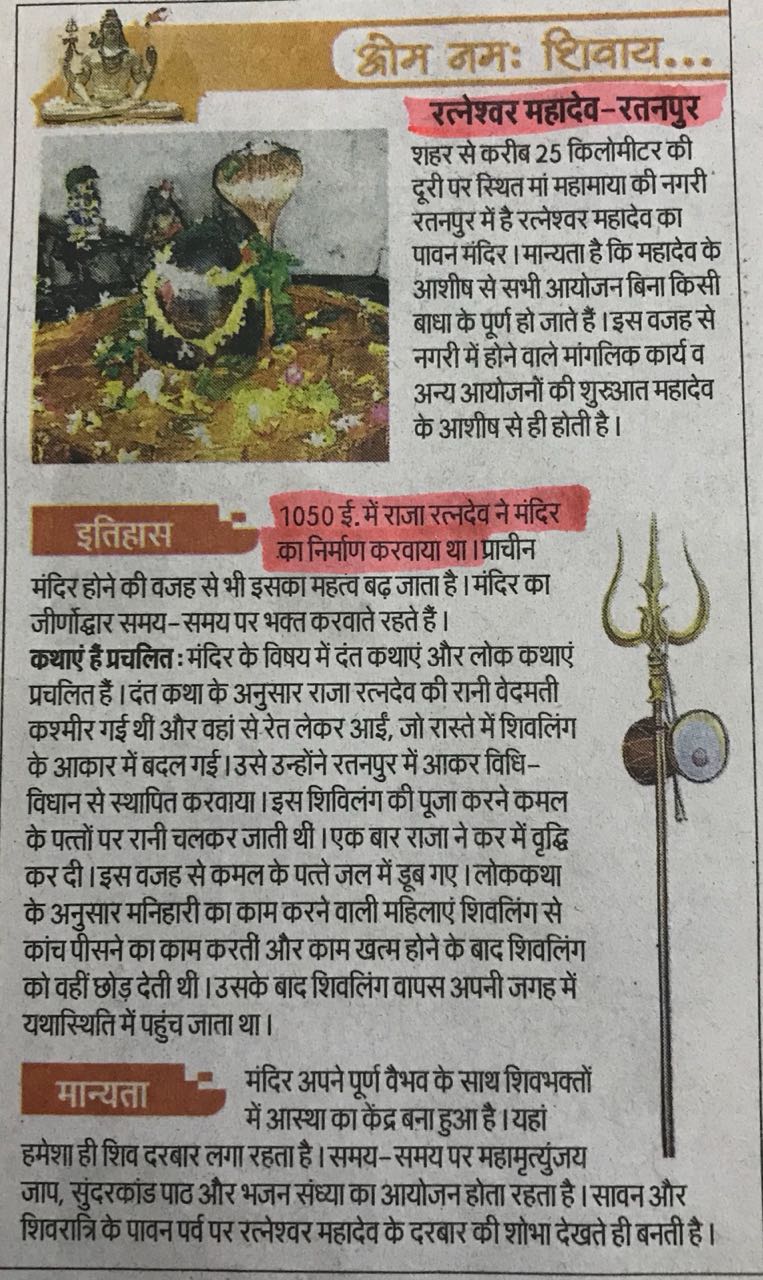 ओम नमः शिवाय...
रत्नेश्वर महादेव-रतनपुर
शहर से करीब 25 किलोमीटर की
दूरी पर स्थित मां महामाया की नगरी
रतनपुर में है रत्नेश्वर महादेव का
पावन मंदिर। मान्यता है कि महादेव के
आशीष से सभी आयोजन बिना किसी
बाधा के पूर्ण हो जाते हैं। इस वजह से
नगरी में होने वाले मांगलिक कार्य व
अन्य आयोजनों की शुरुआत महादेव
के आशीष से ही होती है।
इतिहास
1050 ई. में राजा रत्नदेव ने मंदिर
का निर्माण करवाया था। प्राचीन
मंदिर होने की वजह से भी इसका महत्व बढ़ जाता है। मंदिर का
जीर्णोद्धार समय-समय पर भक्त करवाते रहते हैं।
कथाएं हैं प्रचलित : मंदिर के विषय में दंत कथाएं और लोक कथाएं
प्रचलित हैं। दंत कथा के अनुसार राजा रत्नदेव की रानी वेदमती
कश्मीर गई थीं और वहां से रेत लेकर आईं, जो रास्ते में शिवलिंग
के आकार में बदल गई। उसे उन्होंने रतनपुर में आकर विधि-
विधान से स्थापित करवाया। इस शिविलंग की पूजा करने कमल
के पत्तों पर रानी चलकर जाती थी। एक बार राजा ने कर में वृद्धि
कर दी। इस वजह से कमल के पत्ते जल में डूब गए। लोककथा
के अनुसार मनिहारी का काम करने वाली महिलाएं शिवलिंग से
कांच पीसने का काम करतीं और काम खत्म होने के बाद शिवलिंग
को वहीं छोड़ देती थी। उसके बाद शिवलिंग वापस अपनी जगह में
यथास्थिति में पहुंच जाता था।
मान्यता
मंदिर अपने पूर्ण वैभव के साथ शिवभक्तों
में आस्था का केंद्र बना हुआ है। यहां
हमेशा ही शिव दरबार लगा रहता है। समय-समय पर महामृत्युंजय
जाप, सुंदरकांड पाठ और भजन संध्या का आयोजन होता रहता है। सावन और
शिवरात्रि के पावन पर्व पर रत्नेश्वर महादेव के दरबार की शोभा देखते ही बनती है।